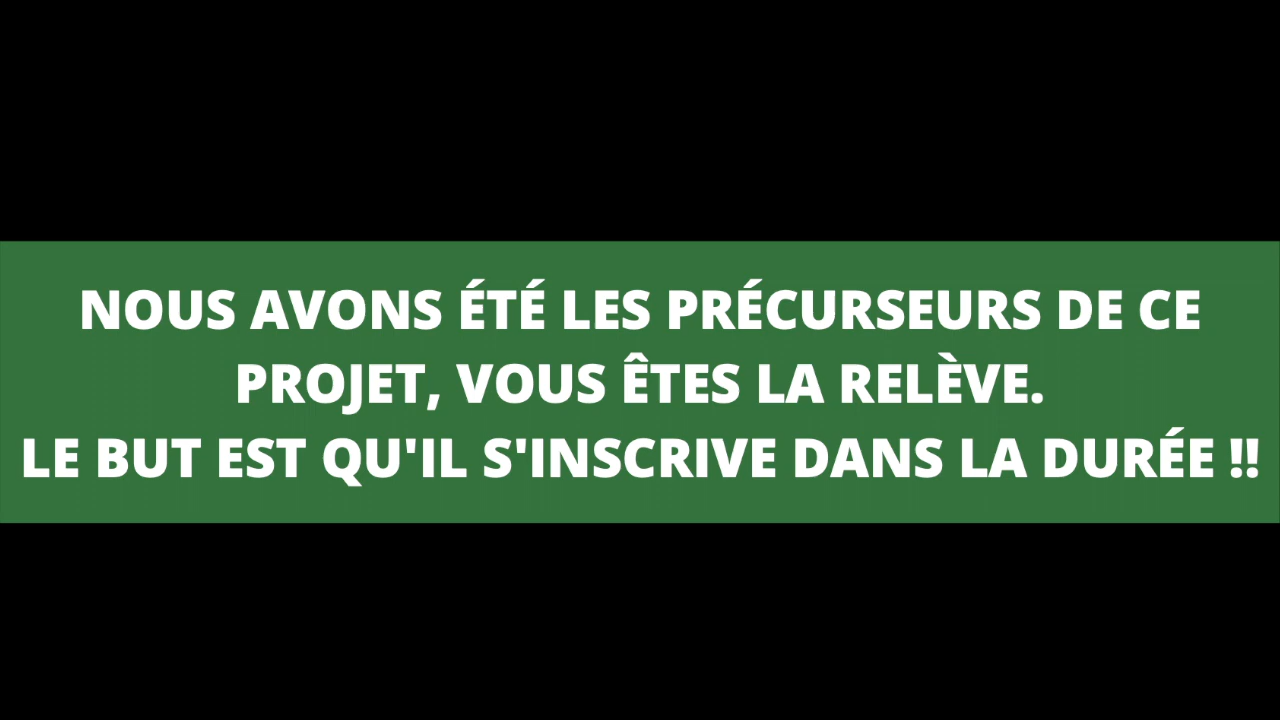 NOUS AVONS ÉTÉ LES PRÉCURSEURS DE CE
PROJET, VOUS ÊTES LA RELÈVE.
LE BUT EST QU'IL S'INSCRIVE DANS LA DURÉE !!